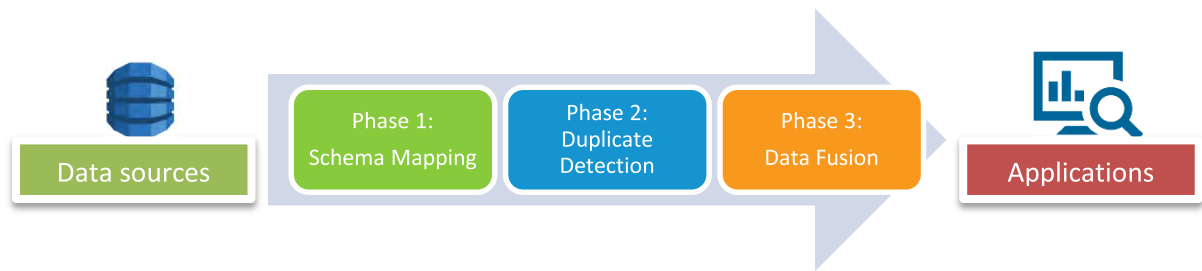 Data sources
Phase 1:
Schema Mapping
Phase 2:
Duplicate
Detection
Phase 3:
Data Fusion
Applications